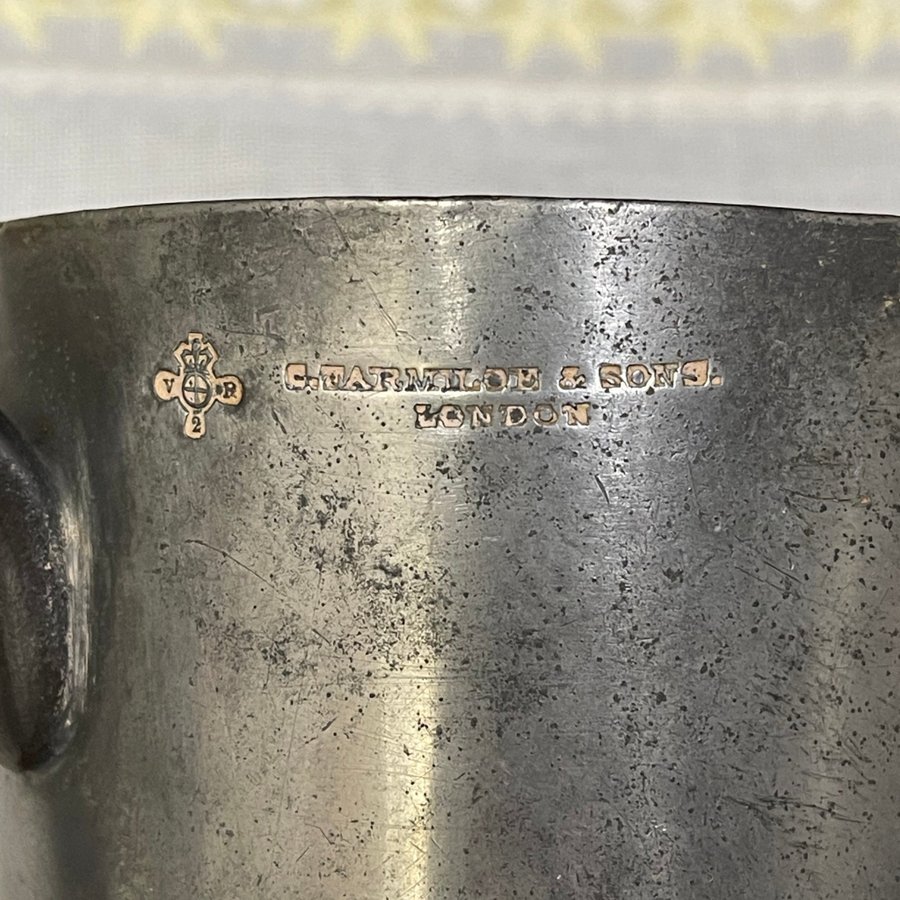 V R
2
C. FARMILOE & SONS.
LONDON